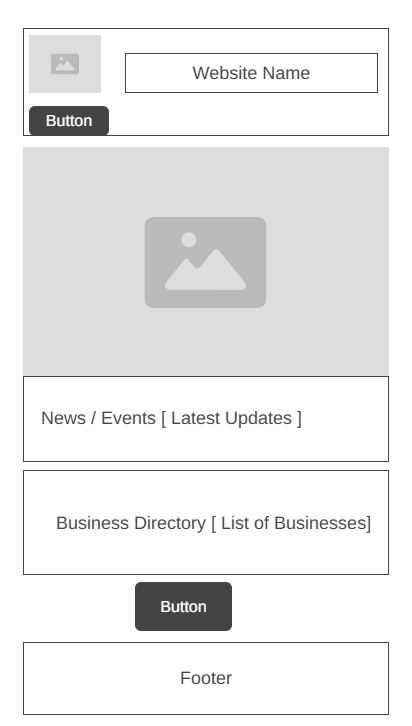 Website Name
Button
News / Events [ Latest Updates ]
Business Directory [ List of Businesses]
Button
Footer